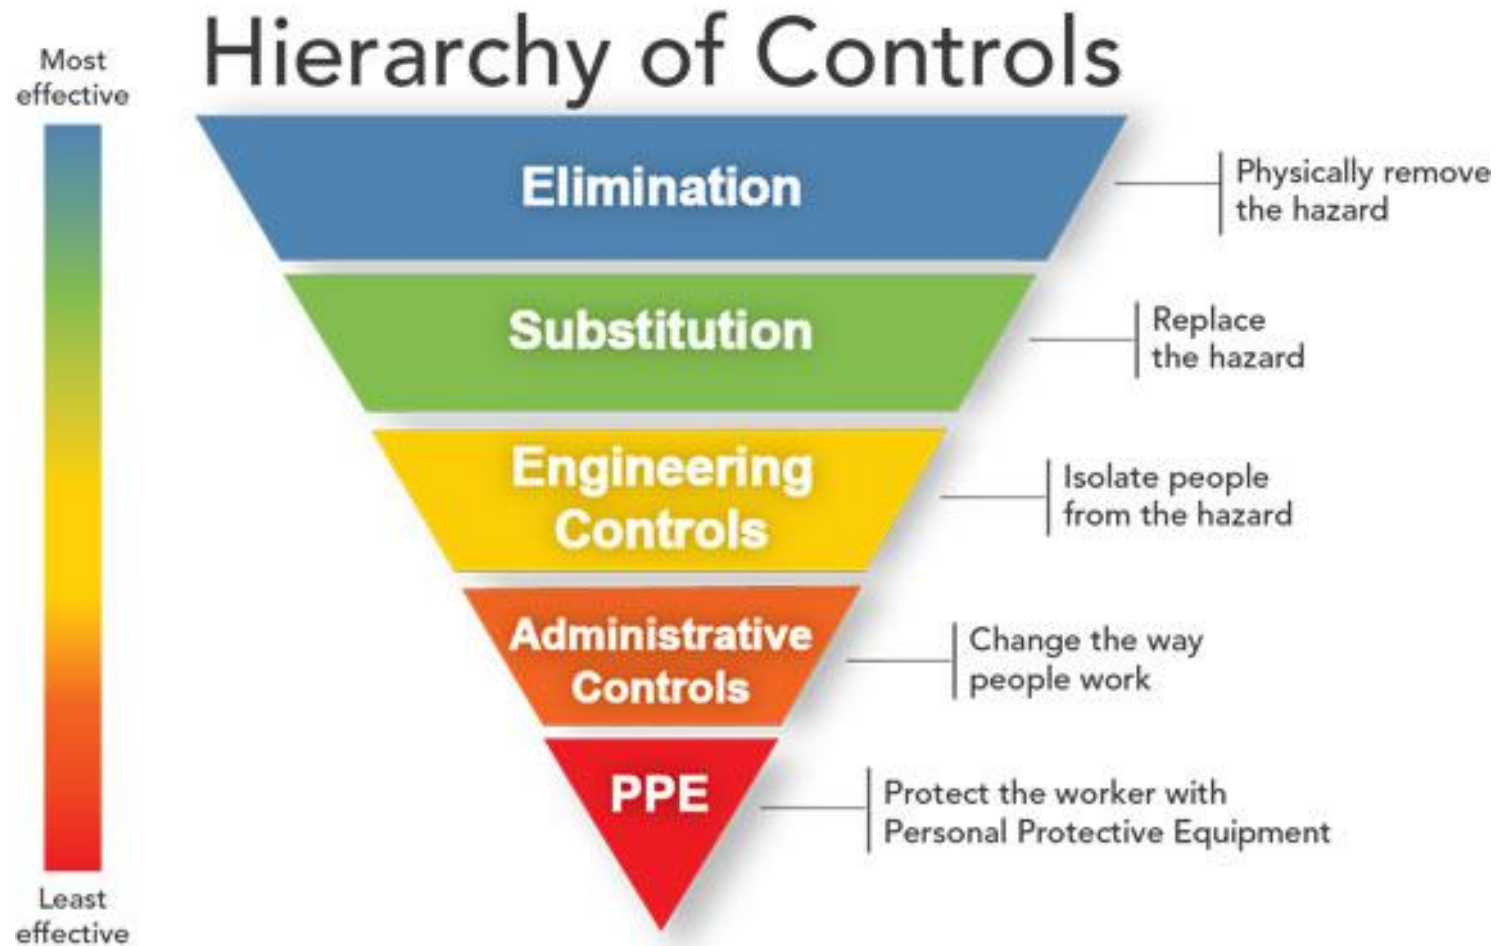 Hierarchy of Controls
Most
effective
Elimination
Physically remove
the hazard
Substitution
Replace
the hazard
Engineering
Controls
Isolate people
from the hazard
Administrative
Controls
Change the way
people work
PPE
Protect the worker with
Personal Protective Equipment
Least
effective